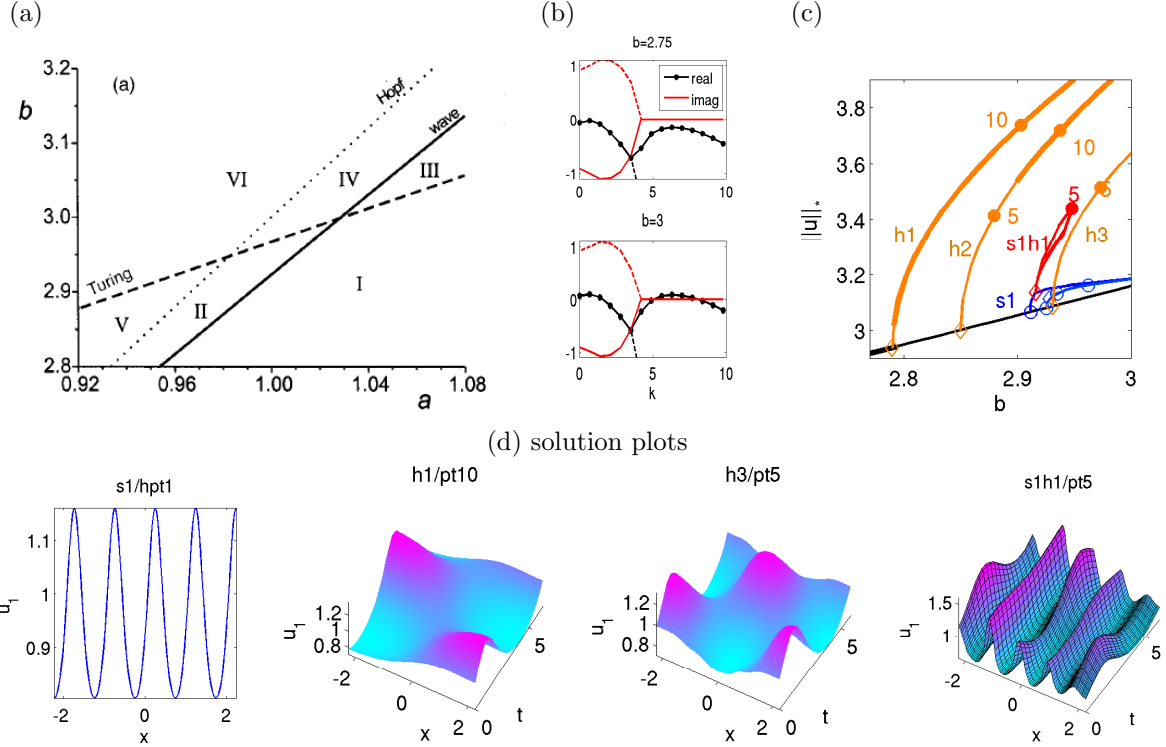 (a)
(b)
(c)
3.2
3.1
3.0
2.9
2.8
b
(a)
Hopf
wave
Turing
VI
IV
III
I
II
V
0.92 0.96 1.00 1.04 1.08
a
b=2.75
1
0
-1
real
imag
0 5 10
b=3
1
0
-1
0 5 10
k
3.8
3.6
3.4
3.2
3
||u||*
10
10
5
5
5
h1
h2
s1h1
h3
s1
2.8 2.9 3
b
(d) solution plots
s1/hpt1
1.1
1
0.9
u1
-2 0 2
x
h1/pt10
1.2
1
0.8
u1
-2 0 2
x
0 5
t
h3/pt5
1.2
1
0.8
u1
-2 0 2
x
0 5
t
s1h1/pt5
1.5
1
u1
-2 0 2
x
0 5
t